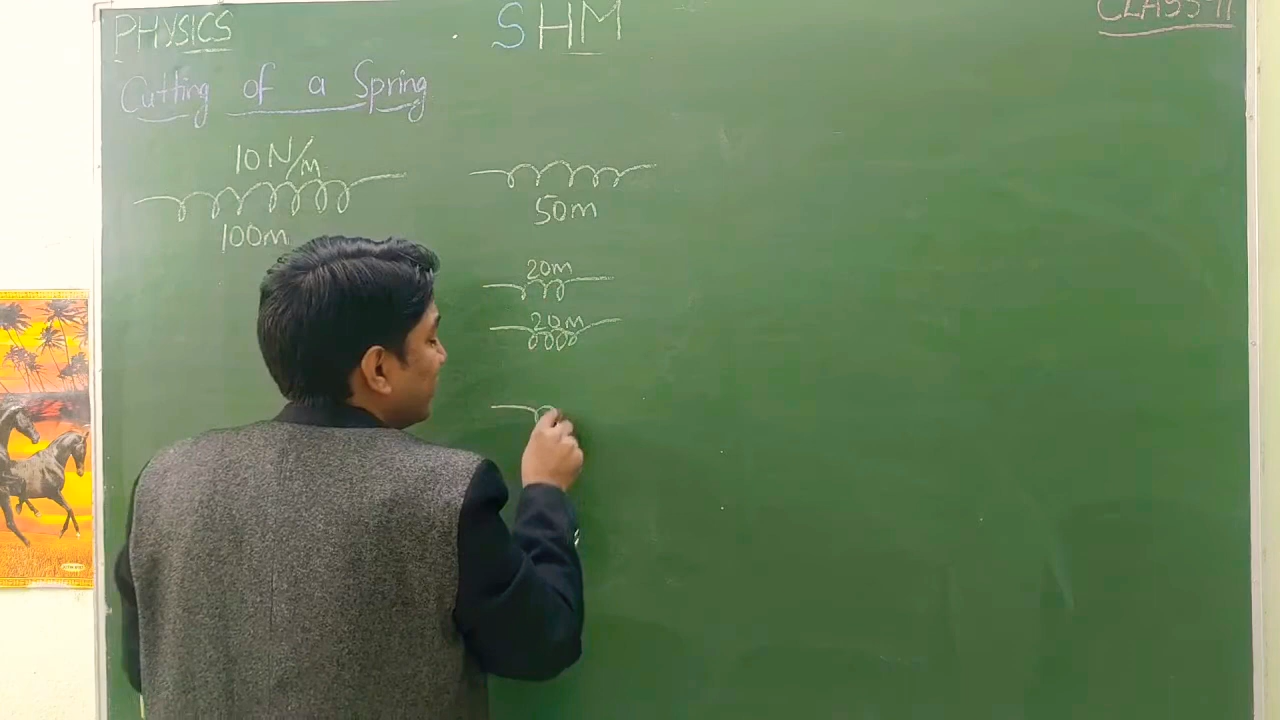 PHYSICS
SHM
CLASS-11
Cutting of a Spring
10 N/m
100m
50m
20m
20m